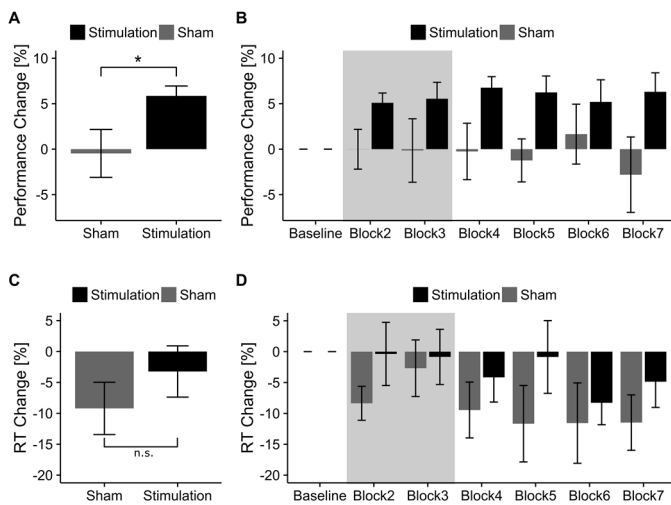 A
Stimulation Sham
Performance Change [%]
10
5
0
-5
*
Sham Stimulation
B
Stimulation Sham
Performance Change [%]
10
5
0
-5
Baseline Block2 Block3 Block4 Block5 Block6 Block7
C
Stimulation Sham
RT Change [%]
5
0
-5
-10
-15
-20
n.s.
Sham Stimulation
D
Stimulation Sham
RT Change [%]
5
0
-5
-10
-15
-20
Baseline Block2 Block3 Block4 Block5 Block6 Block7